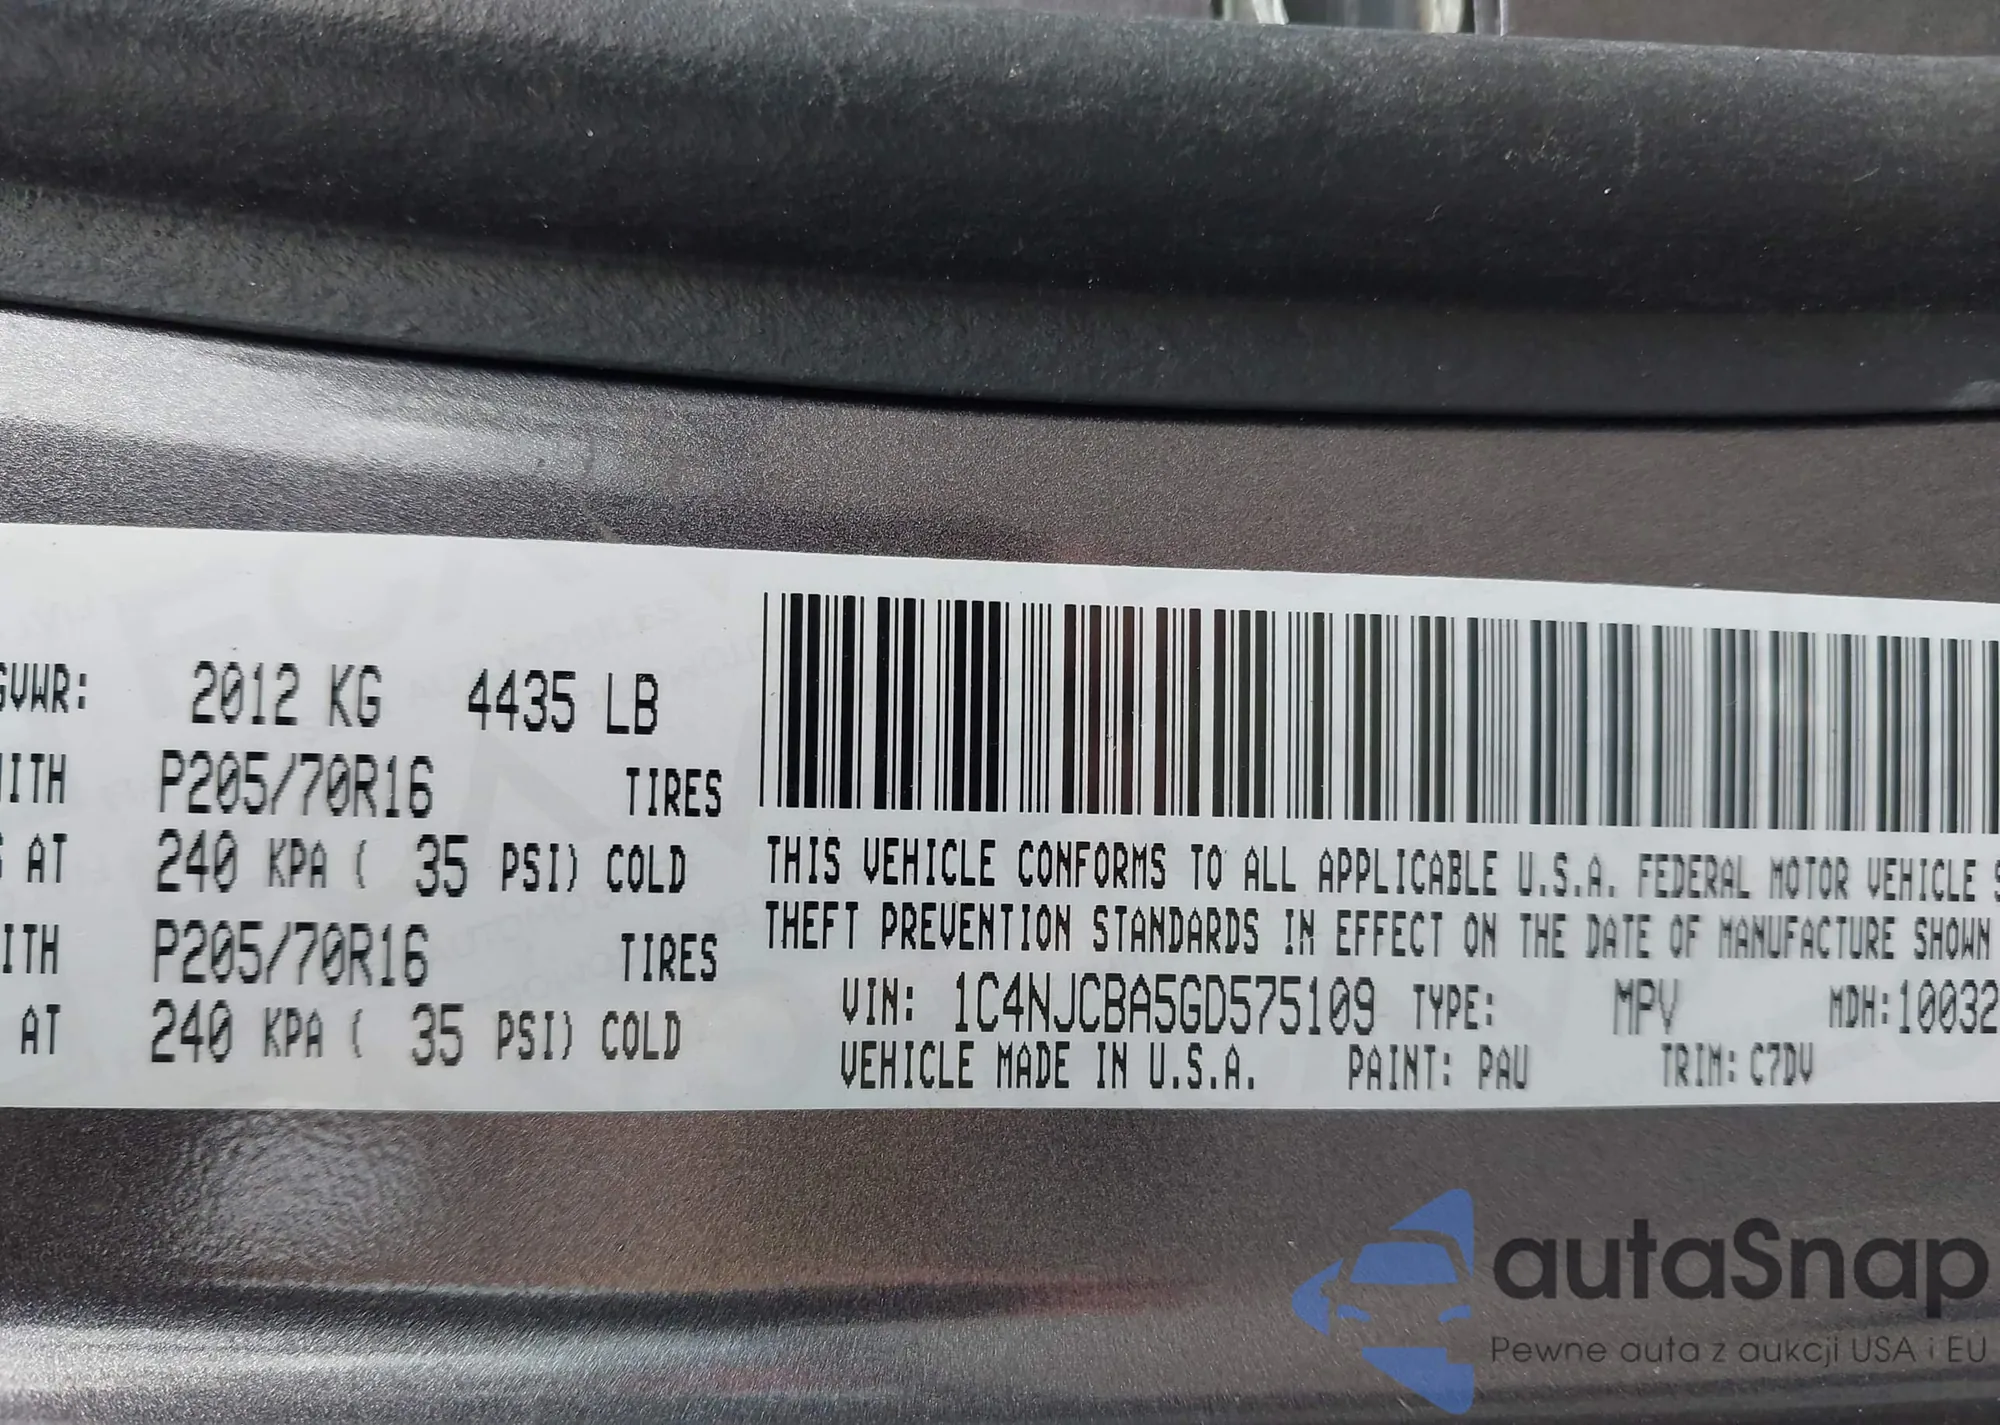 GVWR: 2012 KG 4435 LB
WITH P205/70R16 TIRES
AT 240 KPA ( 35 PSI) COLD
WITH P205/70R16 TIRES
AT 240 KPA ( 35 PSI) COLD
THIS VEHICLE CONFORMS TO ALL APPLICABLE U.S.A. FEDERAL MOTOR VEHICLE S
THEFT PREVENTION STANDARDS IN EFFECT ON THE DATE OF MANUFACTURE SHOWN
VIN: 1C4NJCBA5GD575109 TYPE: MPV MDH:10032
VEHICLE MADE IN U.S.A. PAINT: PAU TRIM: C7DV
autaSnap
Pewne auta z aukcji USA i EU